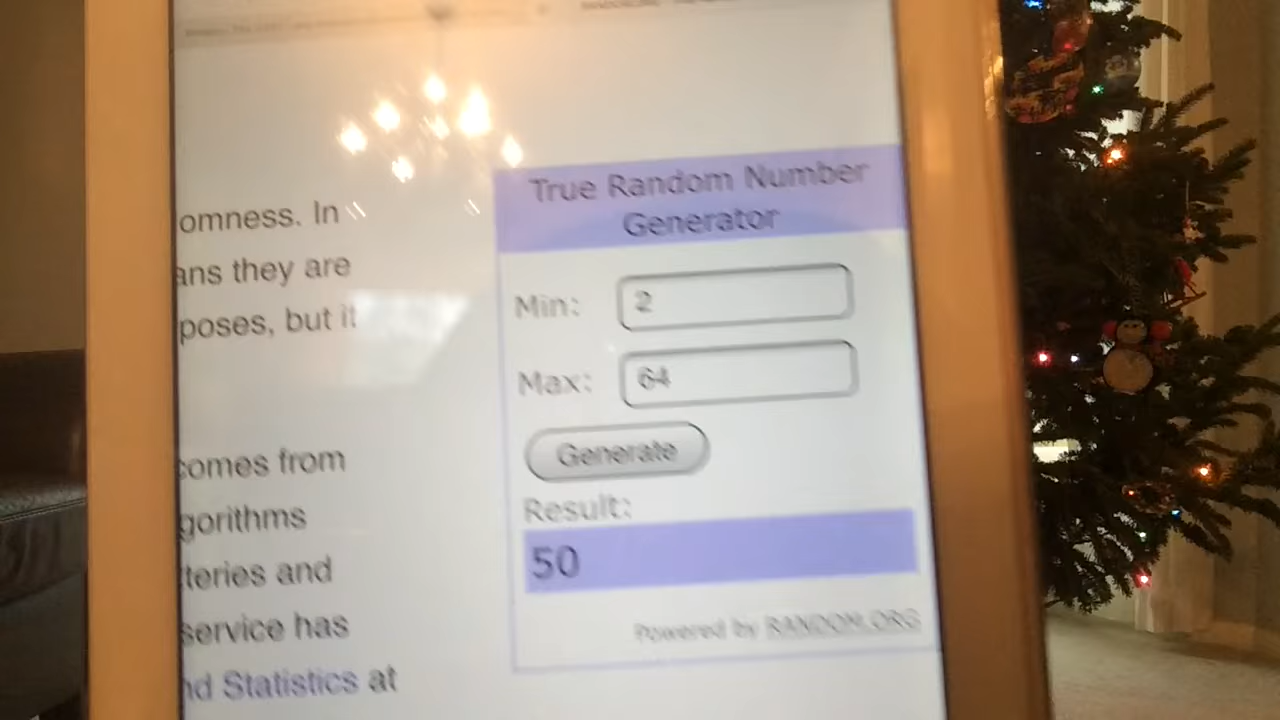 omness. In
ans they are
poses, but it
comes from
gorithms
teries and
service has
nd Statistics at
True Random Number
Generator
Min: 2
Max: 64
Generate
Result:
50
Powered by RANDOM.ORG